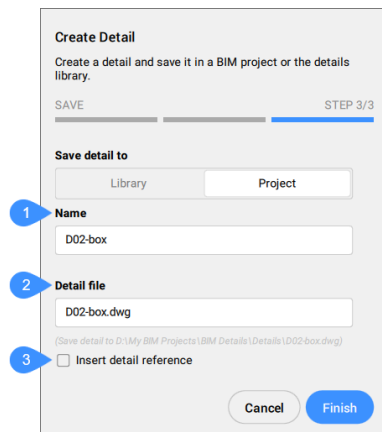 Create Detail
Create a detail and save it in a BIM project or the details
library.
SAVE STEP 3/3
Save detail to
Library Project
1 Name
D02-box
2 Detail file
D02-box.dwg
(Save detail to D:\My BIM Projects\BIM Details\Details\D02-box.dwg)
3 Insert detail reference
Cancel Finish